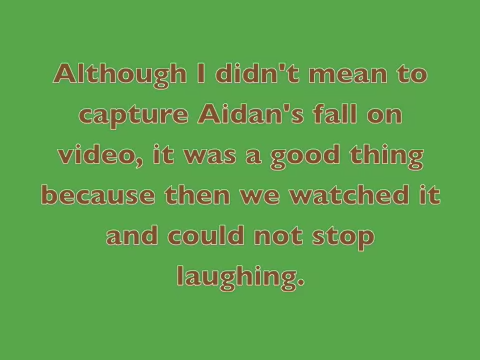 Although I didn't mean to
capture Aidan's fall on
video, it was a good thing
because then we watched it
and could not stop
laughing.